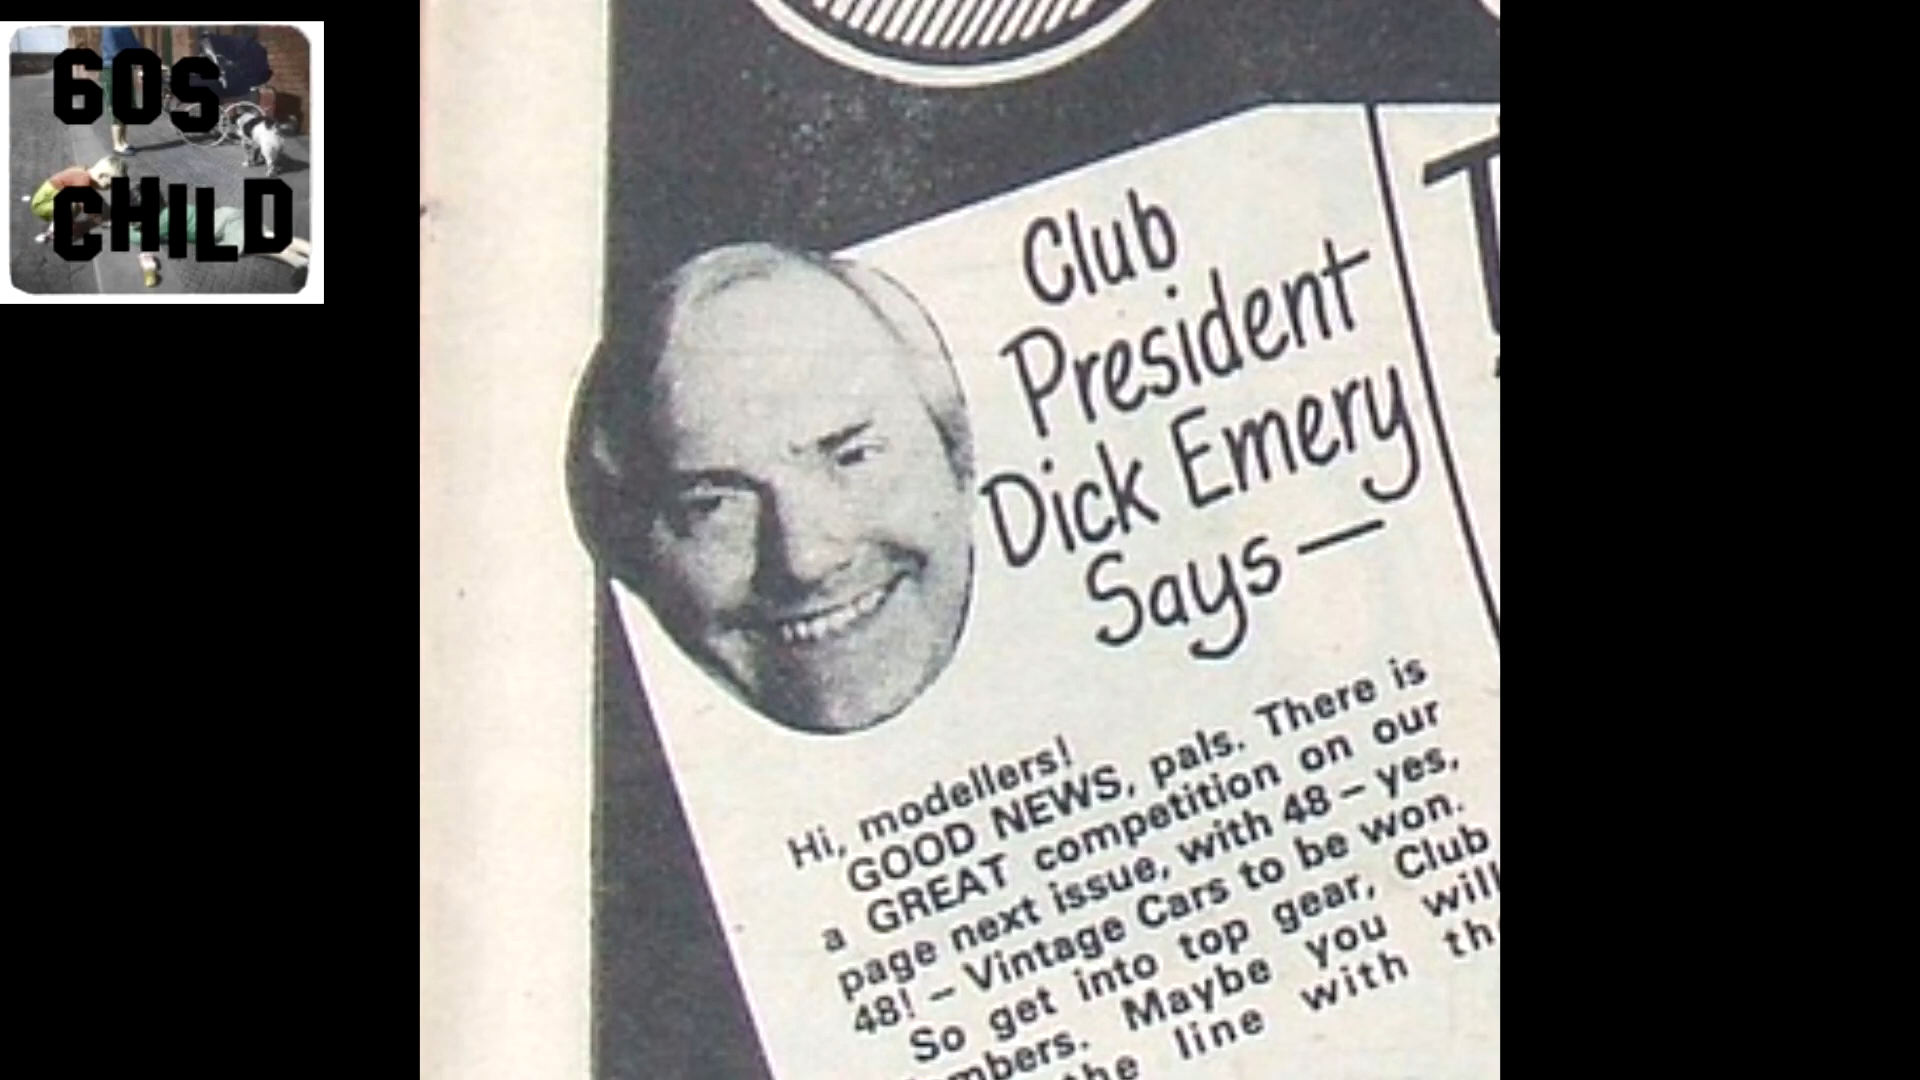 60s
CHILD
Club
President
Dick Emery
Says —
Hi, modellers!
GOOD NEWS, pals. There is
a GREAT competition on our
page next issue, with 48 – yes,
48! – Vintage Cars to be won.
So get into top gear, Club
Maybe you will
line with